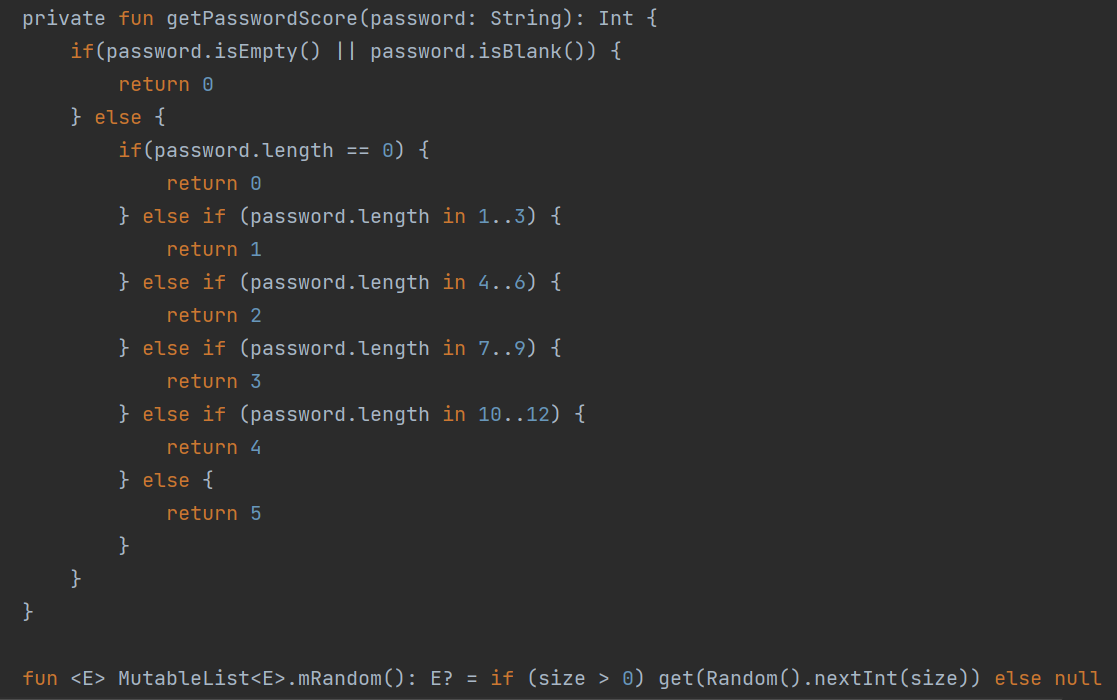 private fun getPasswordScore(password: String): Int {
    if(password.isEmpty() || password.isBlank()) {
        return 0
    } else {
        if(password.length == 0) {
            return 0
        } else if (password.length in 1..3) {
            return 1
        } else if (password.length in 4..6) {
            return 2
        } else if (password.length in 7..9) {
            return 3
        } else if (password.length in 10..12) {
            return 4
        } else {
            return 5
        }
    }
}
fun <E> MutableList<E>.mRandom(): E? = if (size > 0) get(Random().nextInt(size)) else null